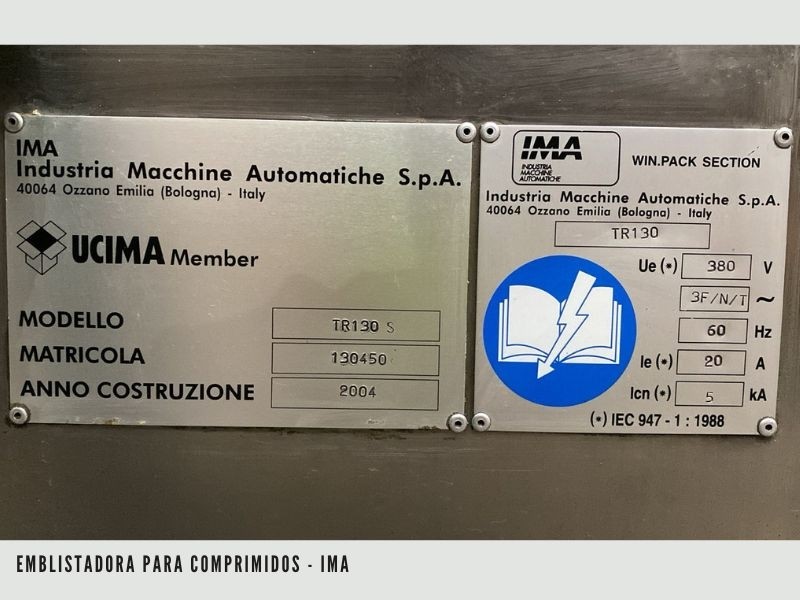 IMA
Industria Macchine Automatiche S.p.A.
40064 Ozzano Emilia (Bologna) - Italy
UCIMA Member
MODELLO TR130 S
MATRICOLA 130450
ANNO COSTRUZIONE 2004
IMA
INDUSTRIA
MACCHINE
AUTOMATICHE
WIN.PACK SECTION
Industria Macchine Automatiche S.p.A.
40064 Ozzano Emilia (Bologna) - Italy
TR130
Ue (*) 380 V
3F/N/T ~
60 Hz
Ie (*) 20 A
Icn (*) 5 kA
(*) IEC 947 - 1 : 1988
EMBLISTADORA PARA COMPRIMIDOS - IMA